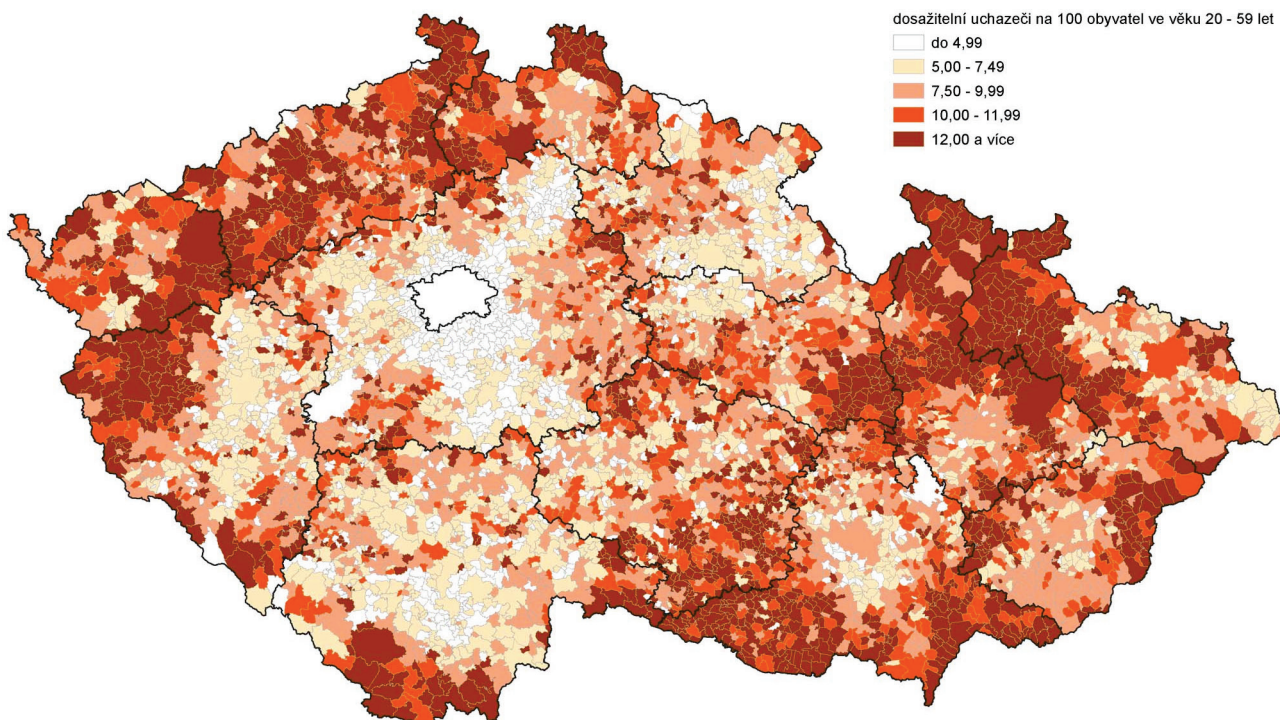 dosažitelní uchazeči na 100 obyvatel ve věku 20 - 59 let
do 4,99
5,00 - 7,49
7,50 - 9,99
10,00 - 11,99
12,00 a více